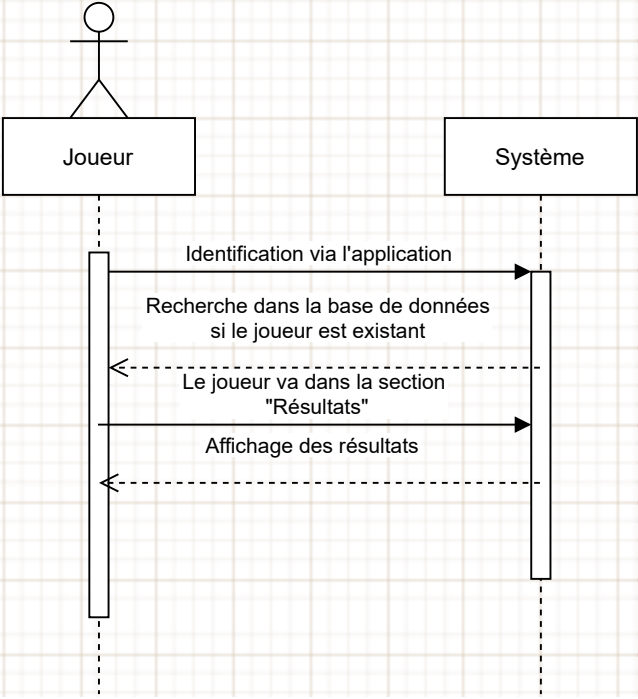 Joueur
Système
Identification via l'application
Recherche dans la base de données
si le joueur est existant
Le joueur va dans la section
"Résultats"
Affichage des résultats